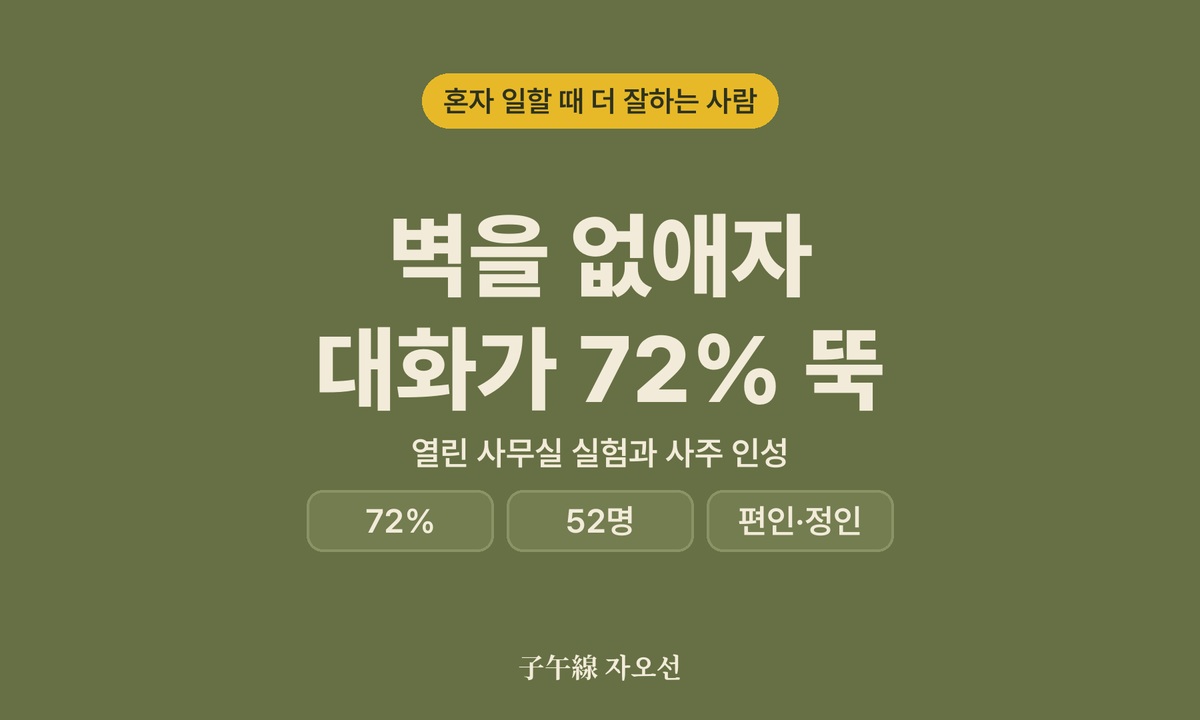 혼자 일할 때 더 잘하는 사람
벽을 없애자
대화가 72% 뚝
열린 사무실 실험과 사주 인성
72%
52명
편인·정인
子午線 자오선